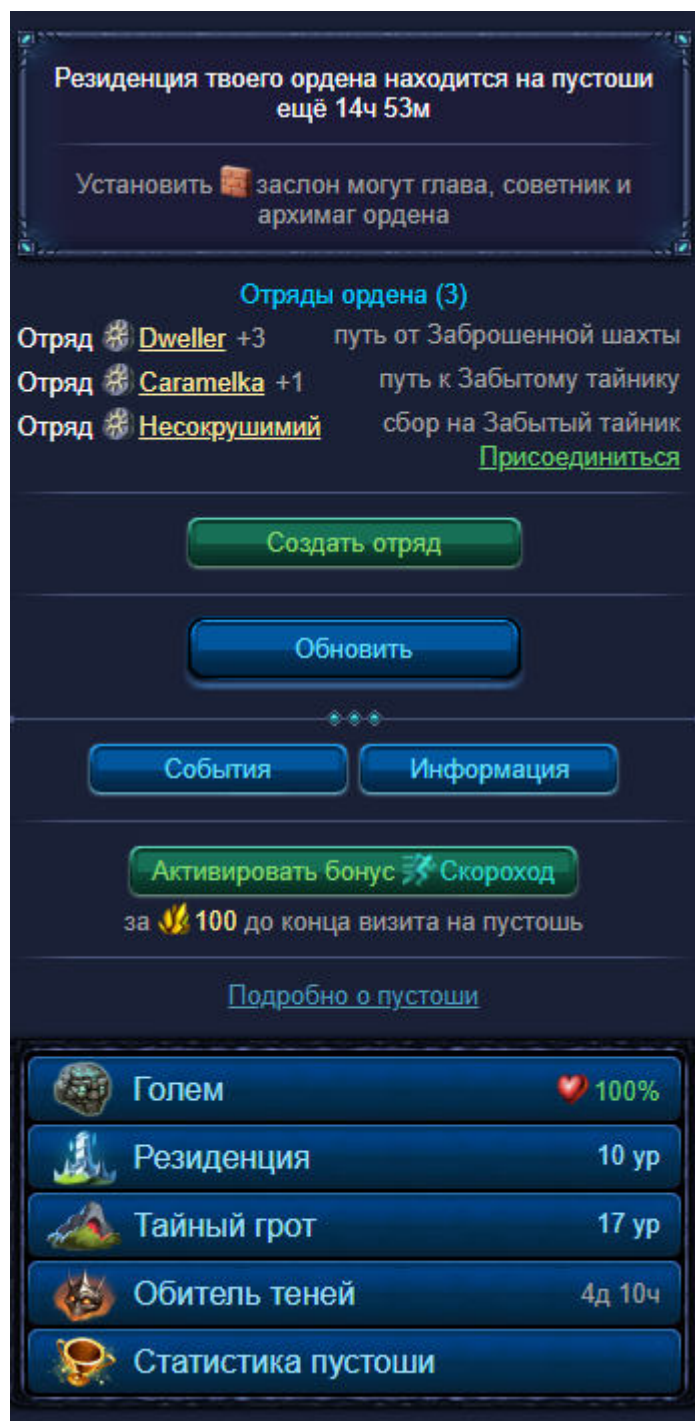 Резиденция твоего ордена находится на пустоши
ещё 14ч 53м
Установить заслон могут глава, советник и
архимаг ордена
Отряды ордена (3)
Отряд Dweller +3 путь от Заброшенной шахты
Отряд Caramelka +1 путь к Забытому тайнику
Отряд Несокрушимий сбор на Забытый тайник
Присоединиться
Создать отряд
Обновить
События Информация
Активировать бонус Скороход
за 100 до конца визита на пустошь
Подробно о пустоши
Голем 100%
Резиденция 10 ур
Тайный грот 17 ур
Обитель теней 4д 10ч
Статистика пустоши